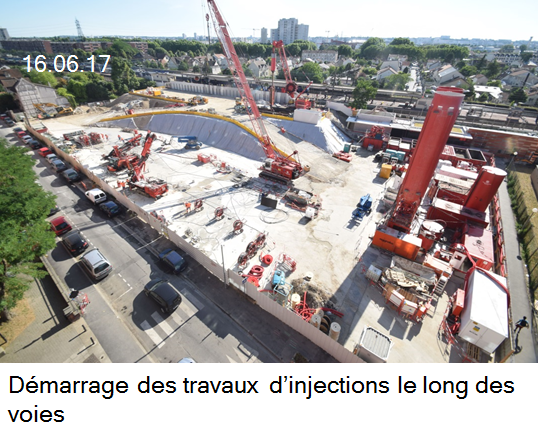 16.06.17
Démarrage des travaux d'injections le long des
voies